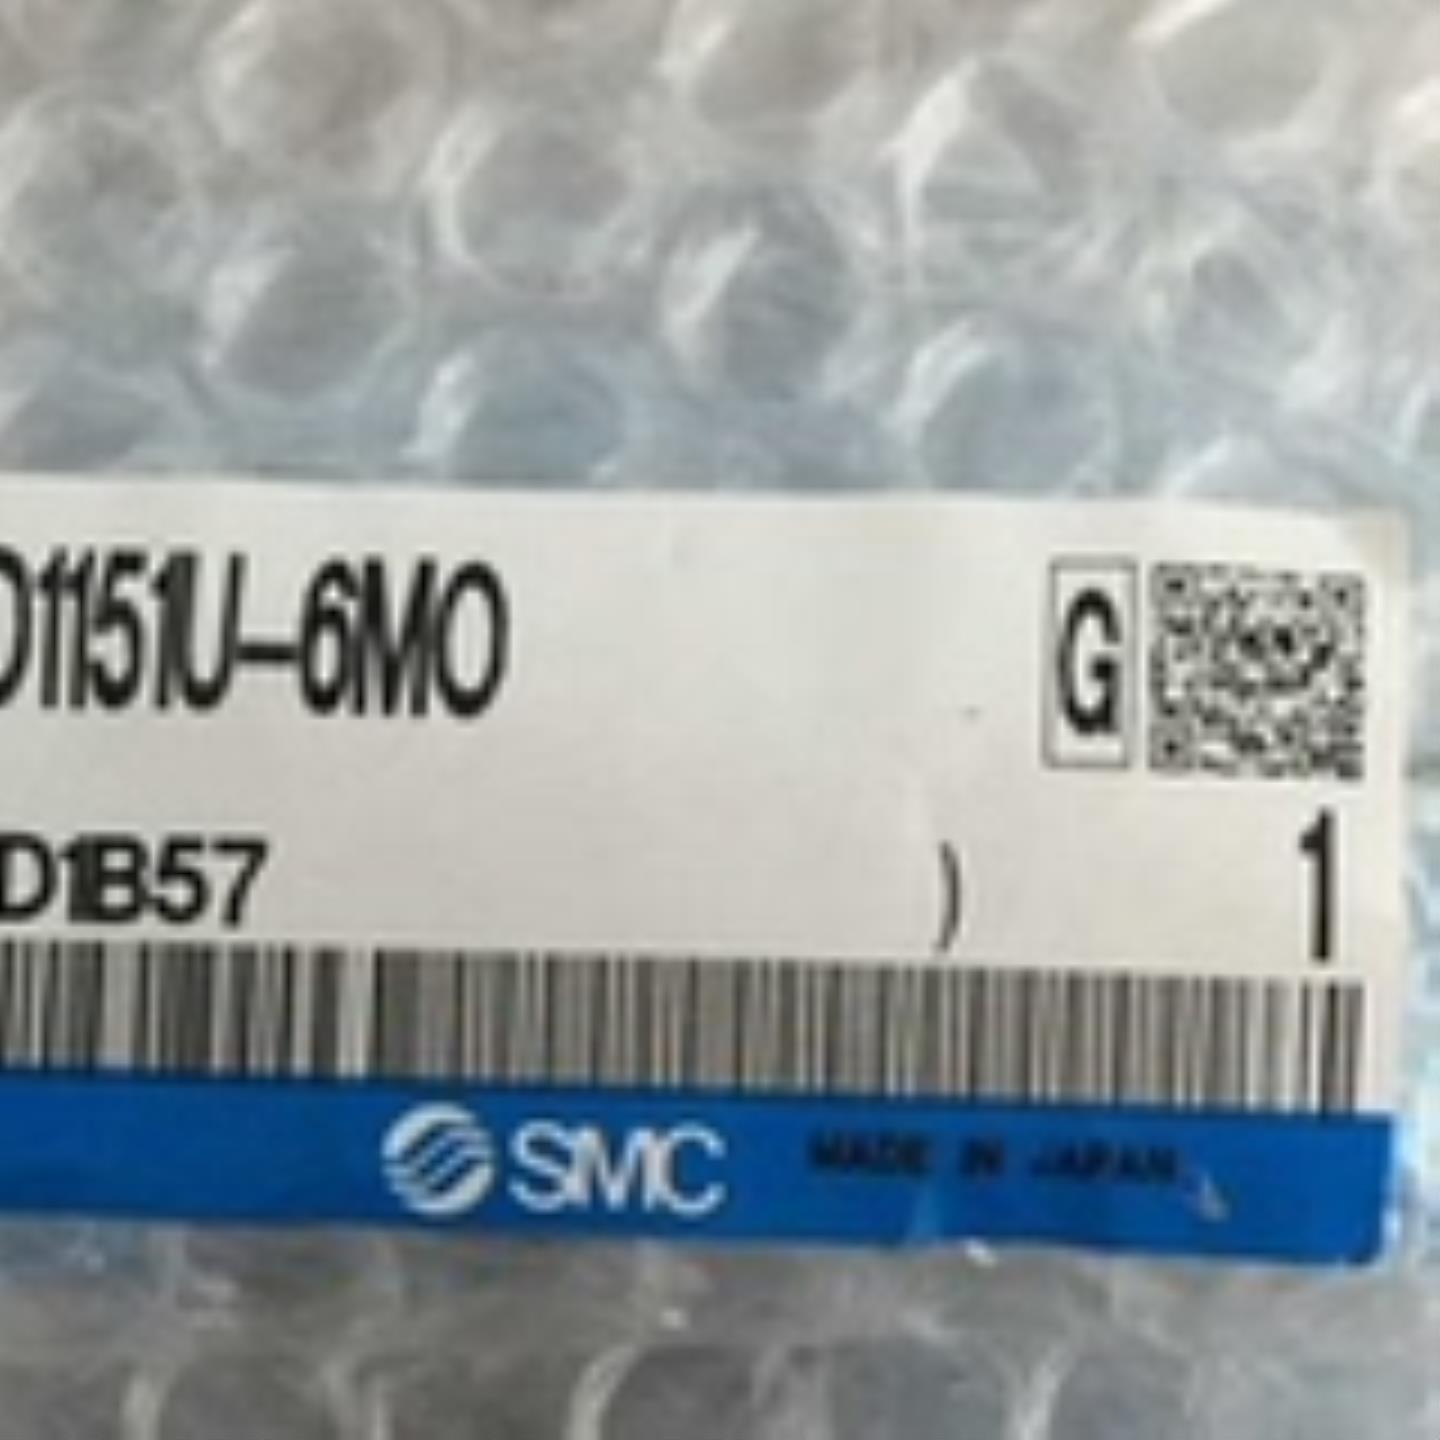 D1151U-6MO G
D1B57 ) 1
SMC MADE IN JAPAN